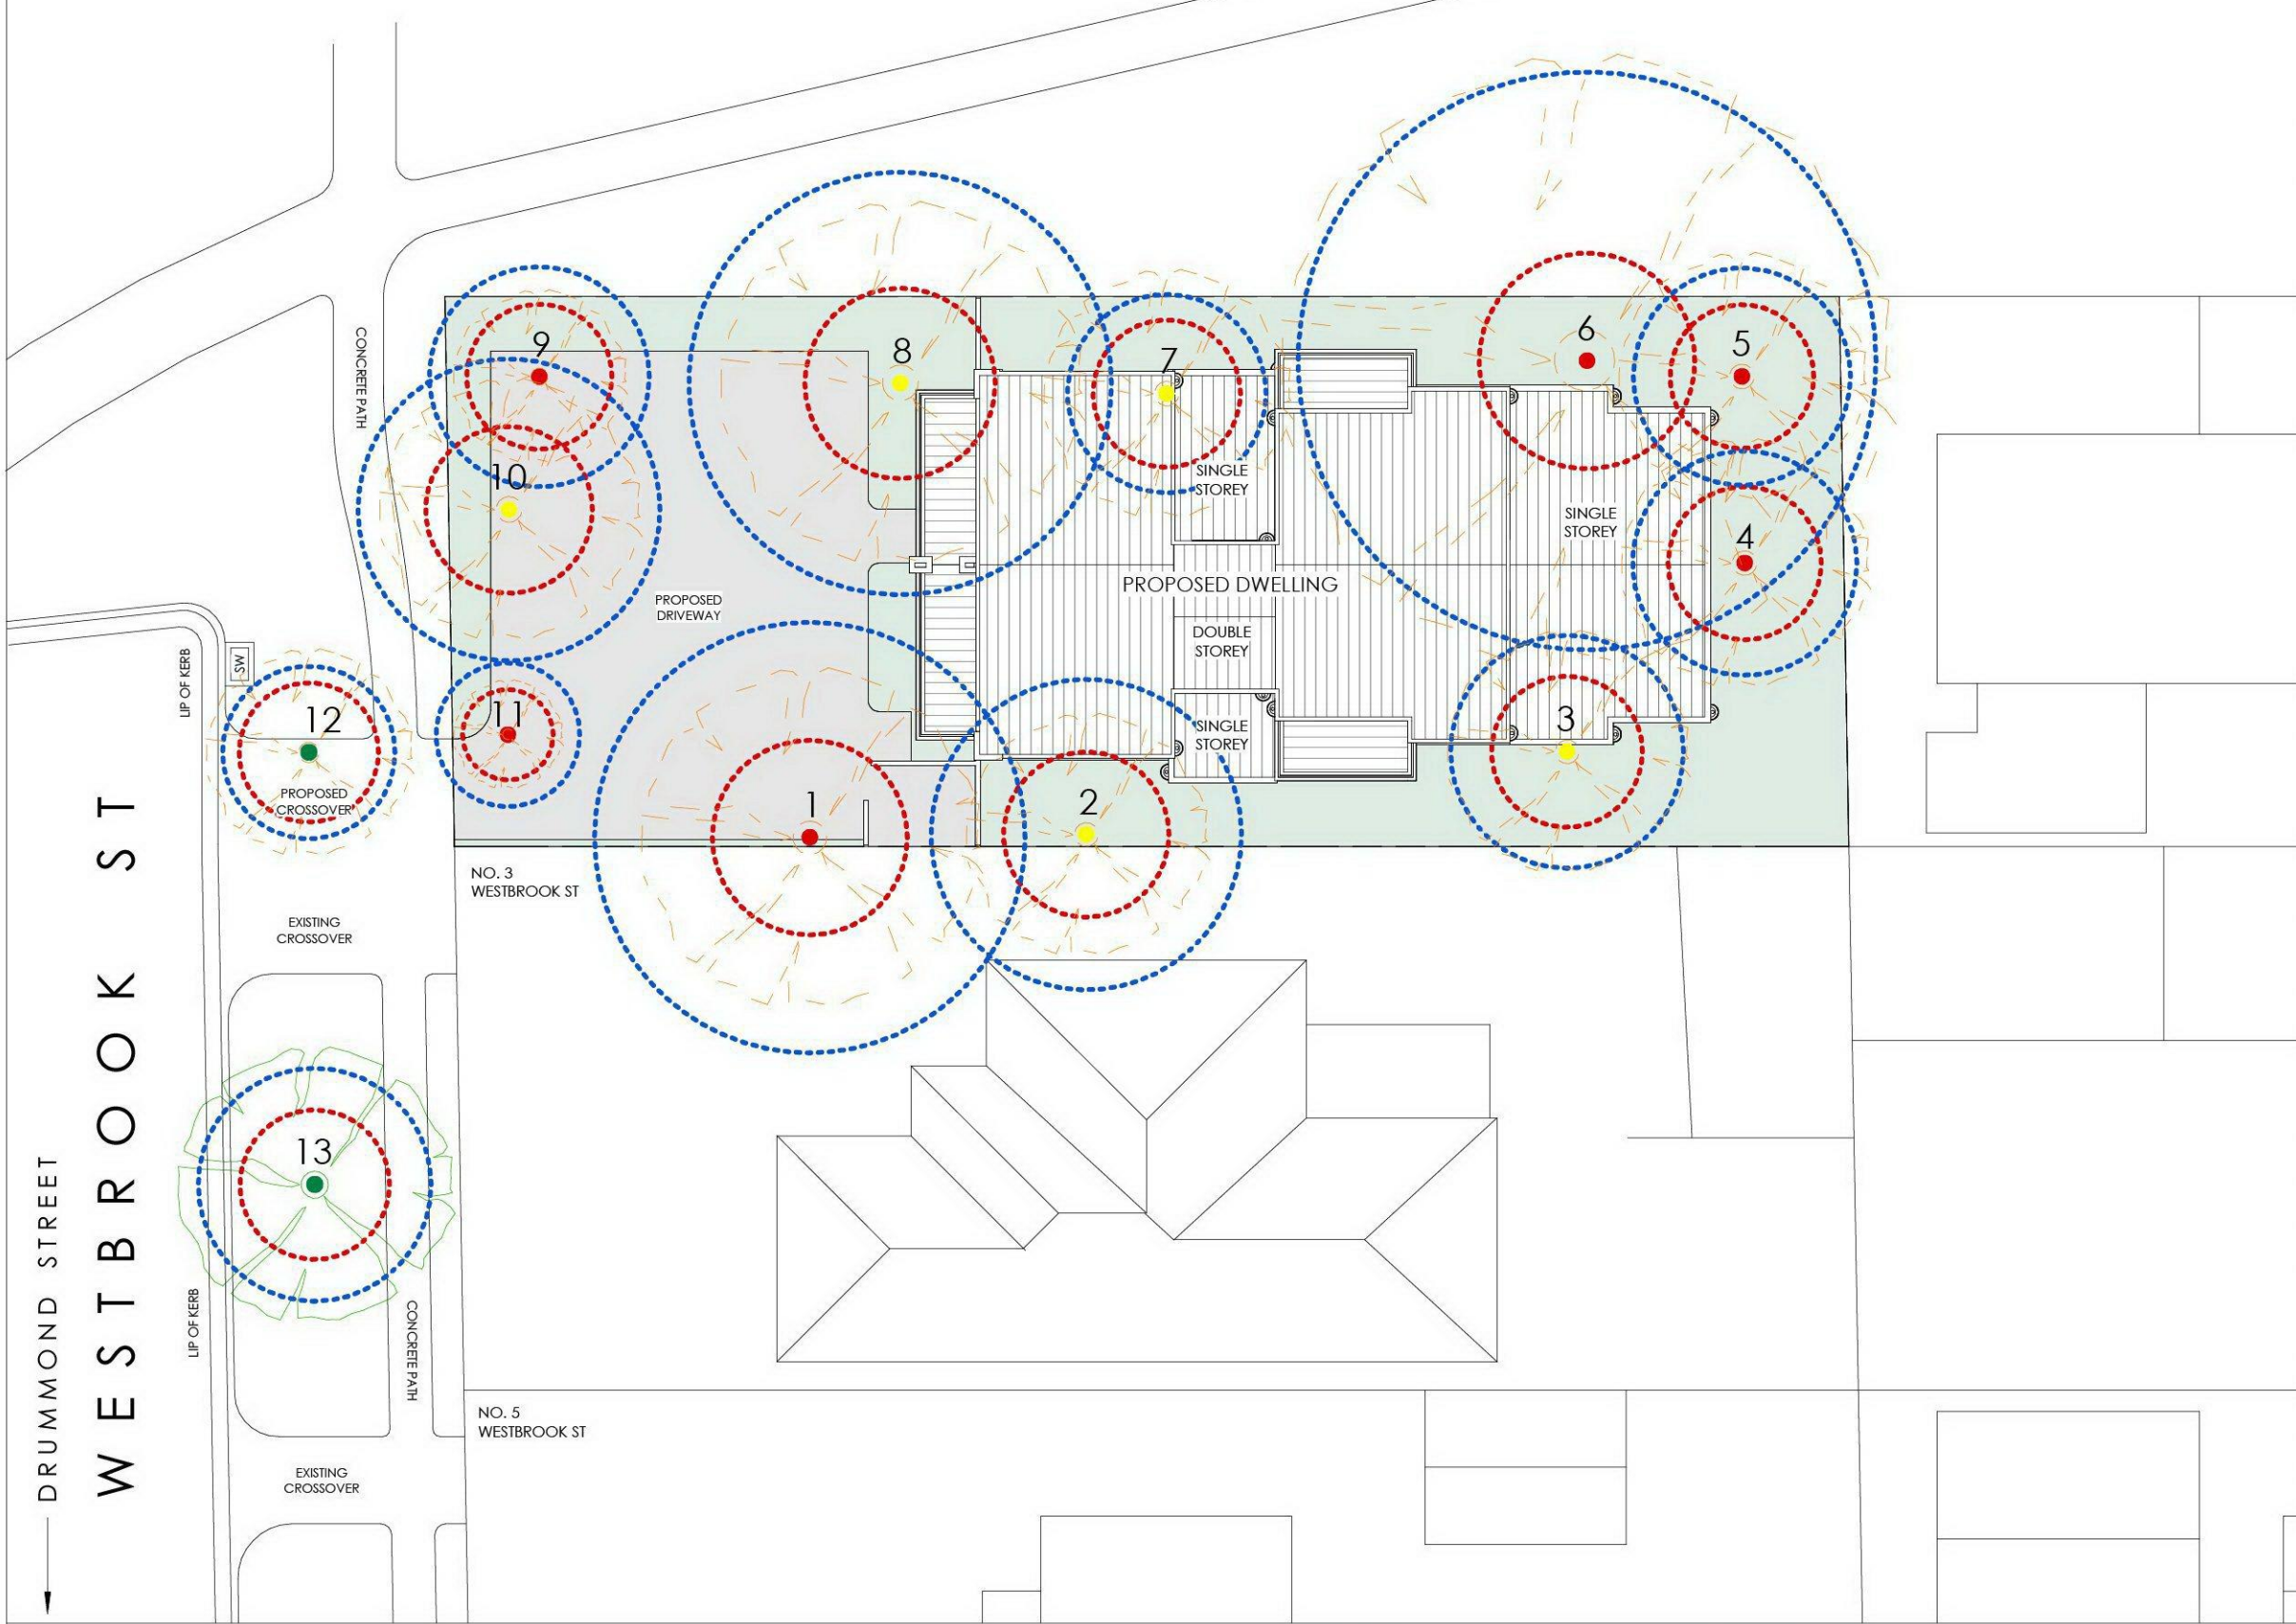 6
5
9
8
7
CONCRETE PATH
10
SINGLE
STOREY
SINGLE
STOREY
4
PROPOSED DWELLING
PROPOSED
DRIVEWAY
DOUBLE
STOREY
LIP OF KERB
SW
12
11
3
SINGLE
STOREY
PROPOSED
CROSSOVER
1
2
NO. 3
WESTBROOK ST
EXISTING
CROSSOVER
13
WESTBROOK ST
DRUMMOND STREET
LIP OF KERB
CONCRETE PATH
NO. 5
WESTBROOK ST
EXISTING
CROSSOVER